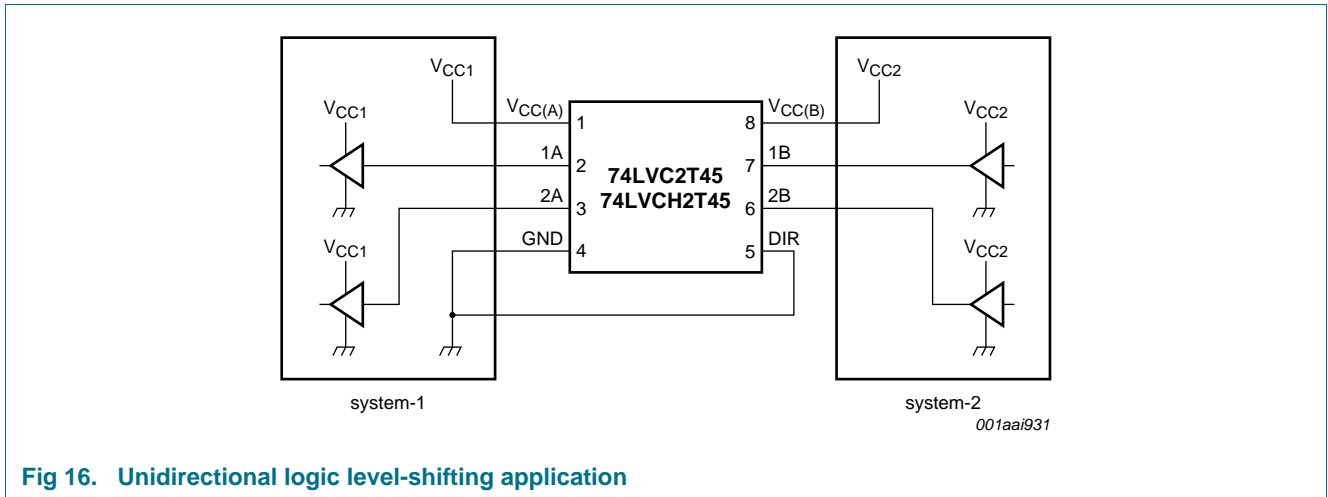 VCC1
VCC1
VCC(A)
1
1A
2
2A
3
GND
4
VCC1
74LVC2T45
74LVCH2T45
VCC2
VCC(B)
8
VCC2
1B
7
2B
6
DIR
5
VCC2
system-1
system-2
001aai931
Fig 16. Unidirectional logic level-shifting application